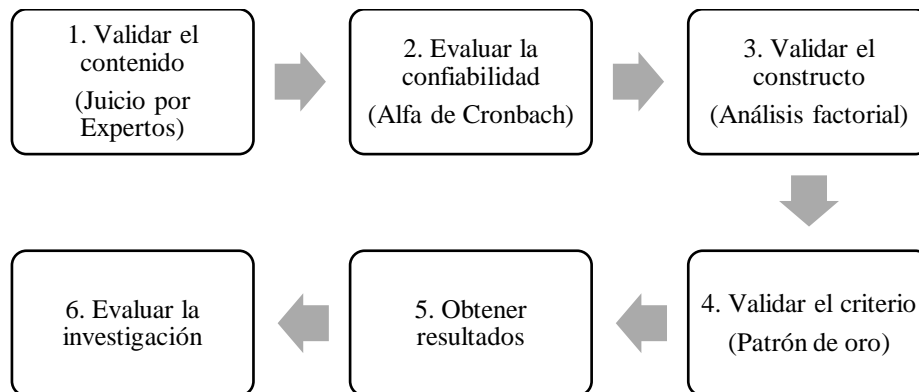 1. Validar el
contenido
(Juicio por
Expertos)
2. Evaluar la
confiabilidad
(Alfa de Cronbach)
3. Validar el
constructo
(Análisis factorial)
4. Validar el criterio
(Patrón de oro)
5. Obtener
resultados
6. Evaluar la
investigación